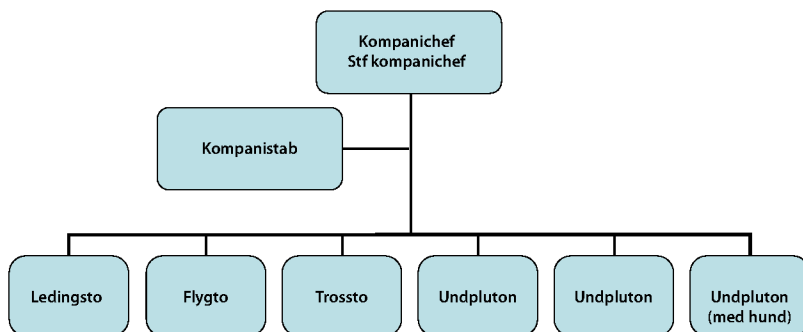 Kompanichef
Stf kompanichef
Kompanistab
Ledingsto
Flygto
Trossto
Undpluton
Undpluton
Undpluton
(med hund)